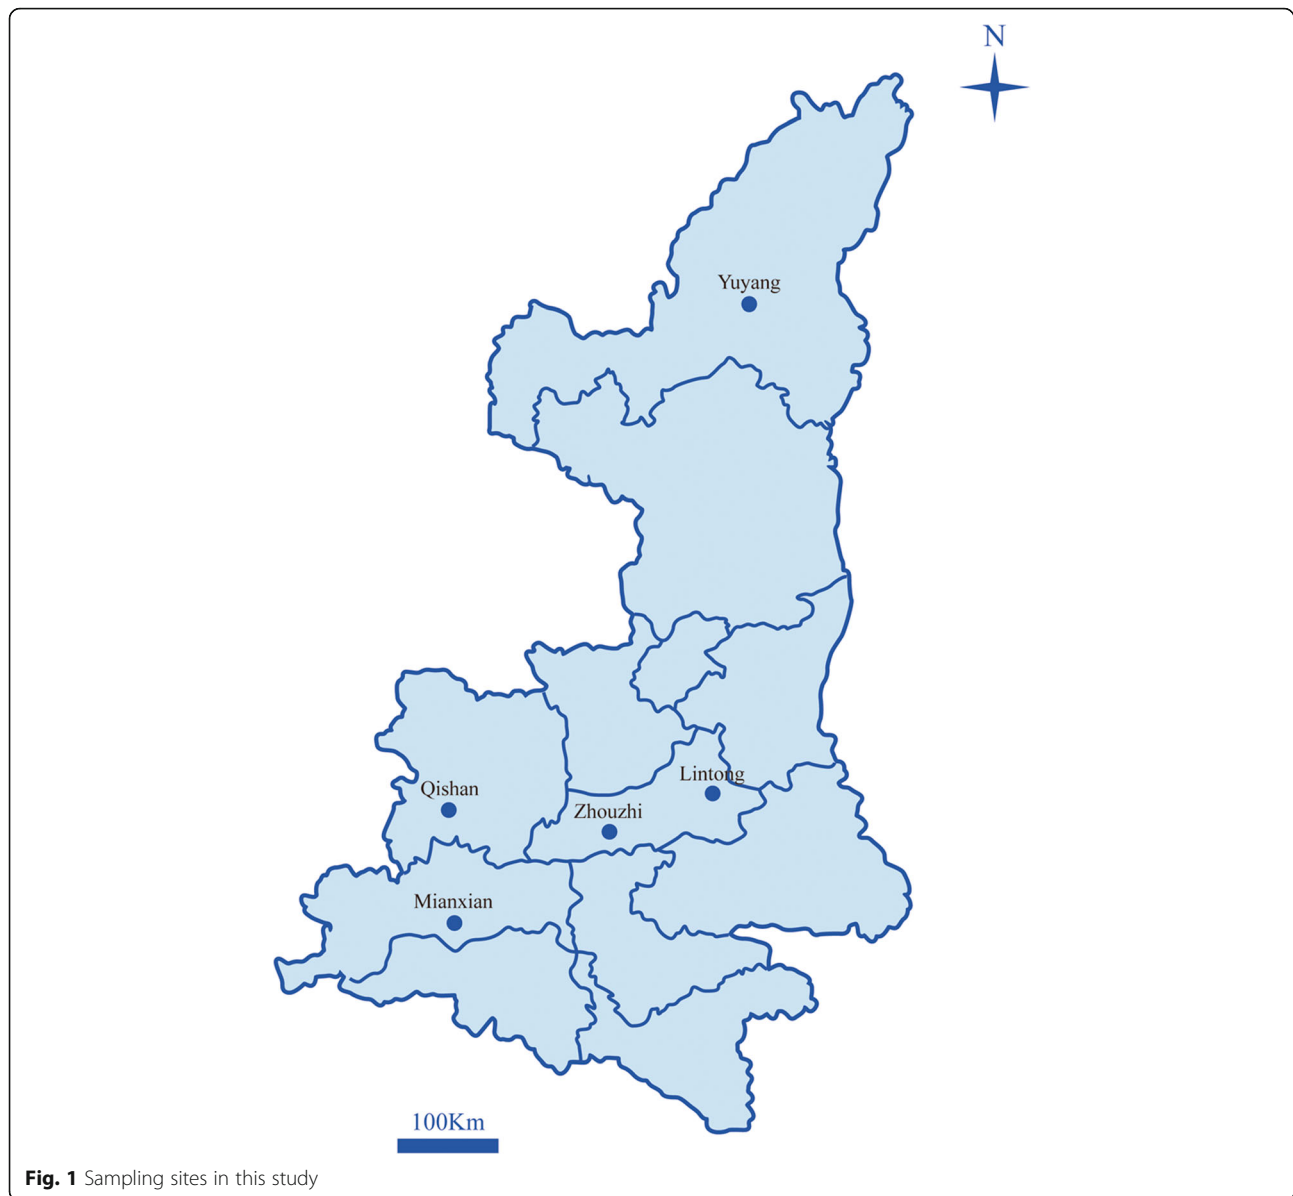 N
Yuyang
Lintong
Qishan
Zhouzhi
Mianxian
100Km
Fig. 1 Sampling sites in this study